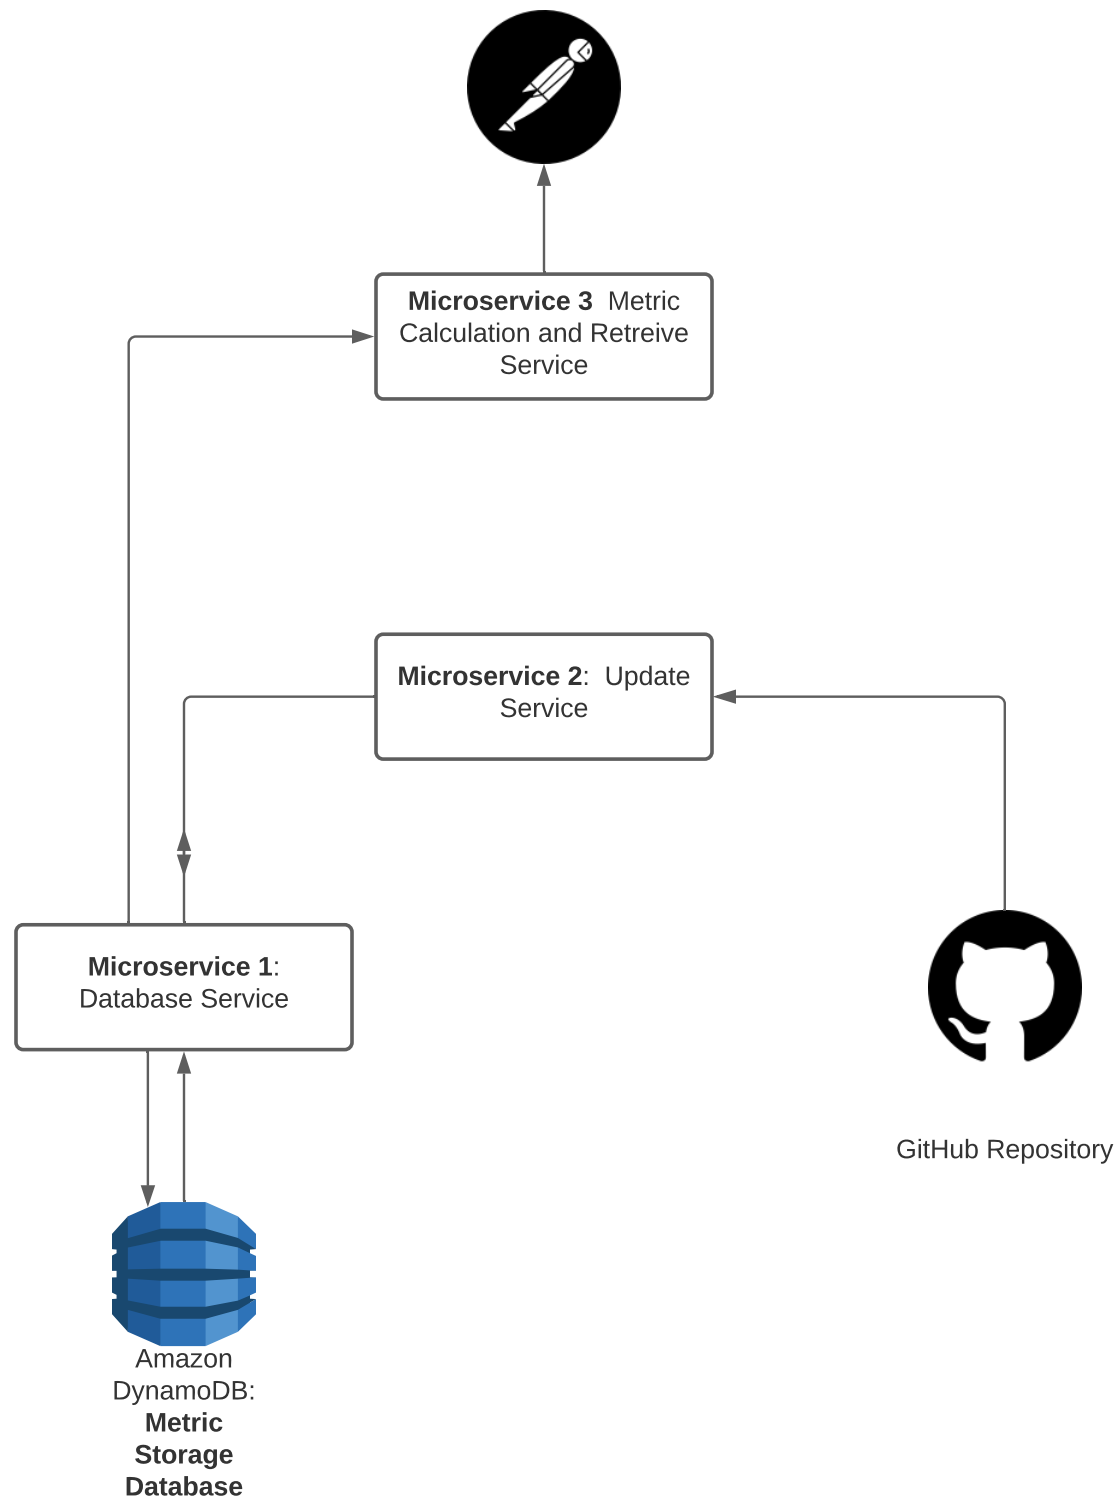 Microservice 3  Metric
Calculation and Retreive
Service
Microservice 2:  Update
Service
Microservice 1:
Database Service
GitHub Repository
Amazon
DynamoDB:
Metric
Storage
Database